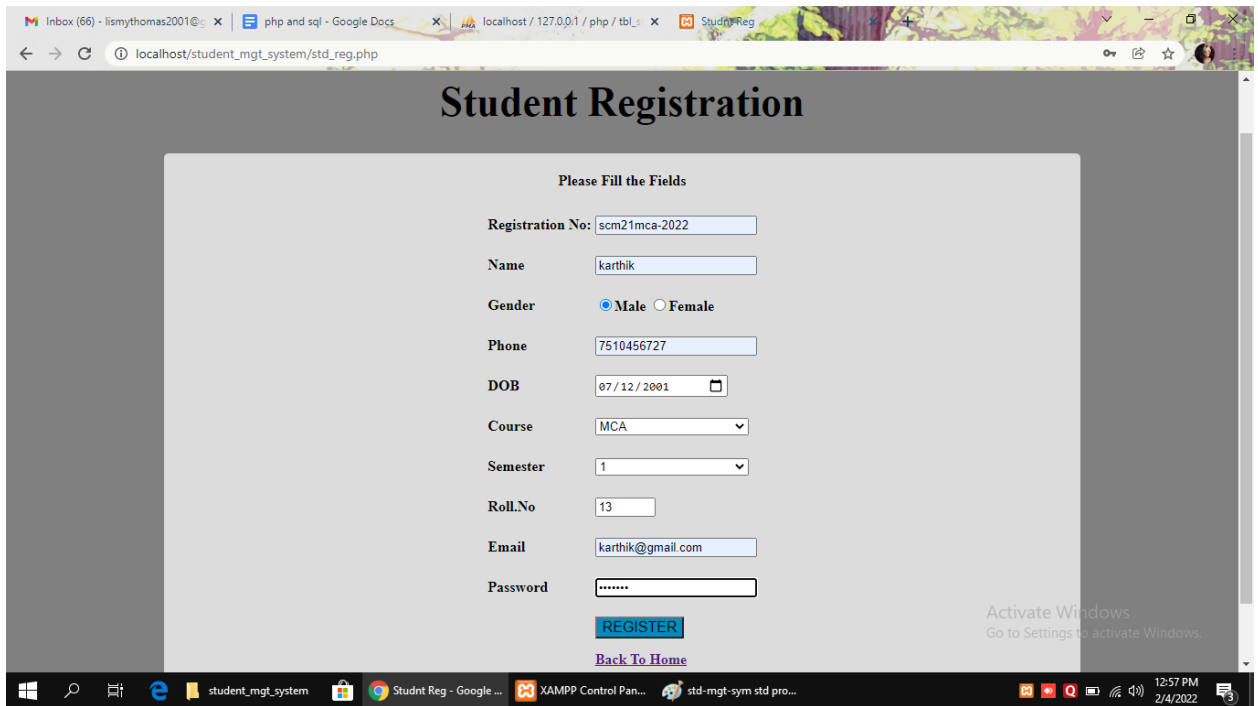 Inbox (66) - lismythomas2001@g php and sql - Google Docs localhost / 127.0.0.1 / php / tbl_s Studnt Reg
localhost/student_mgt_system/std_reg.php
Student Registration
Please Fill the Fields
Registration No: scm21mca-2022
Name karthik
Gender Male Female
Phone 7510456727
DOB 07/12/2001
Course MCA
Semester 1
Roll.No 13
Email karthik@gmail.com
Password •••••••
REGISTER
Back To Home
Activate Windows
Go to Settings to activate Windows.
student_mgt_system Studnt Reg - Google ... XAMPP Control Pan... std-mgt-sym std pro...
12:57 PM
2/4/2022
3